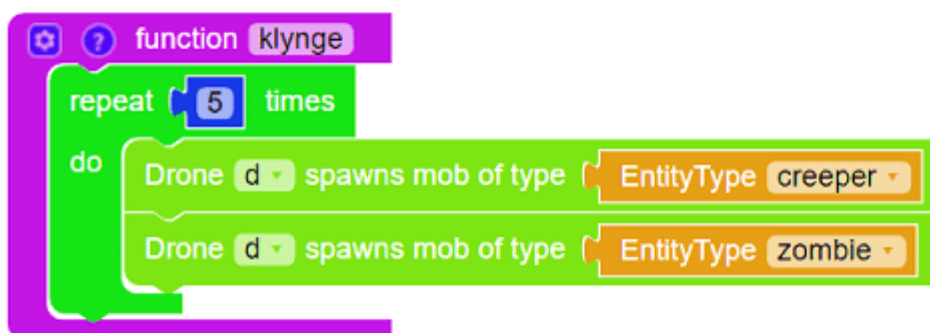 ? function klynge
repeat 5 times
do
Drone d spawns mob of type EntityType creeper
Drone d spawns mob of type EntityType zombie